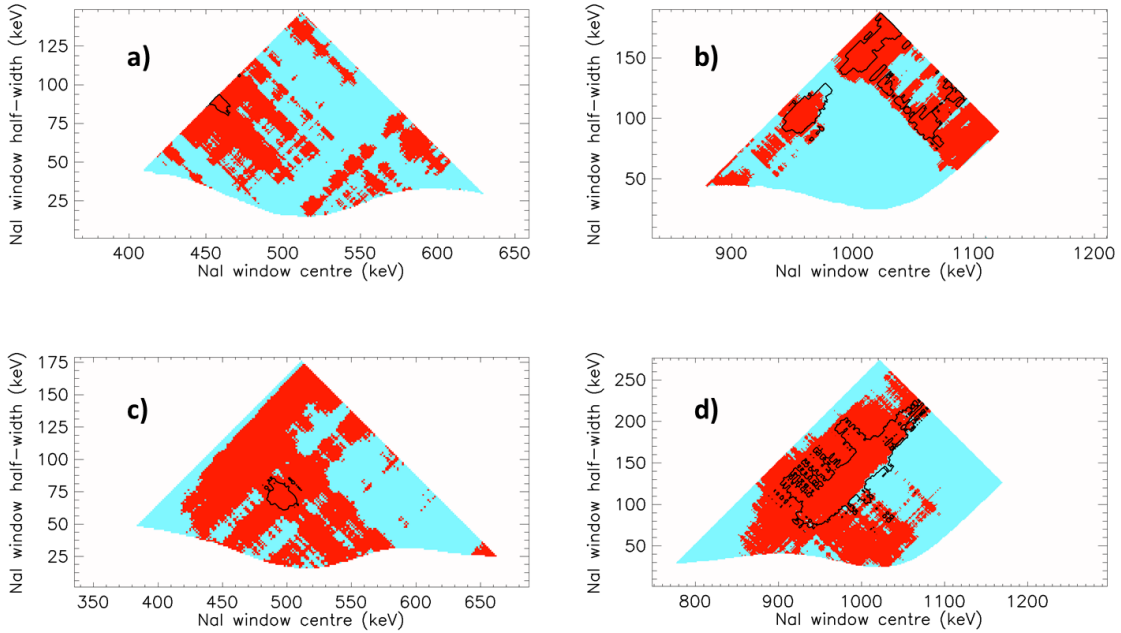 a)
NaI window half-width (keV)
125
100
75
50
25
400 450 500 550 600 650
NaI window centre (keV)
b)
NaI window half-width (keV)
150
100
50
900 1000 1100 1200
NaI window centre (keV)
c)
NaI window half-width (keV)
175
150
125
100
75
50
25
350 400 450 500 550 600 650
NaI window centre (keV)
d)
NaI window half-width (keV)
250
200
150
100
50
800 900 1000 1100 1200
NaI window centre (keV)